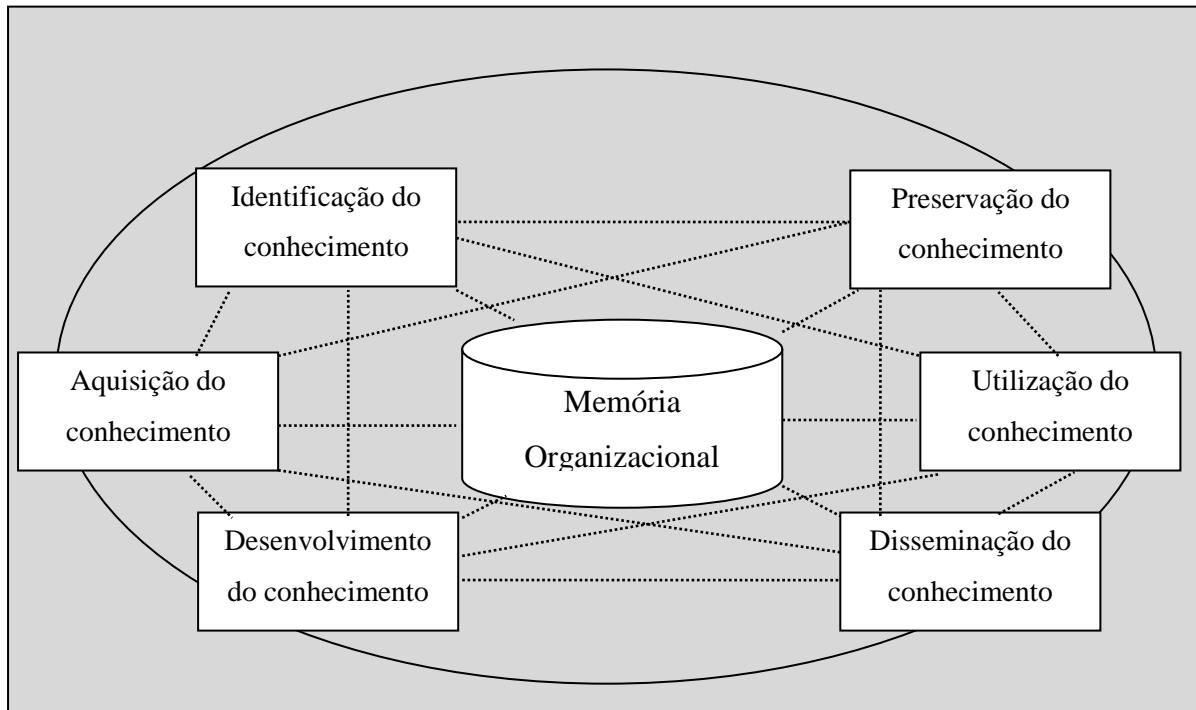 Identificação do
conhecimento
Preservação do
conhecimento
Aquisição do
conhecimento
Memória
Organizacional
Utilização do
conhecimento
Desenvolvimento
do conhecimento
Disseminação do
conhecimento